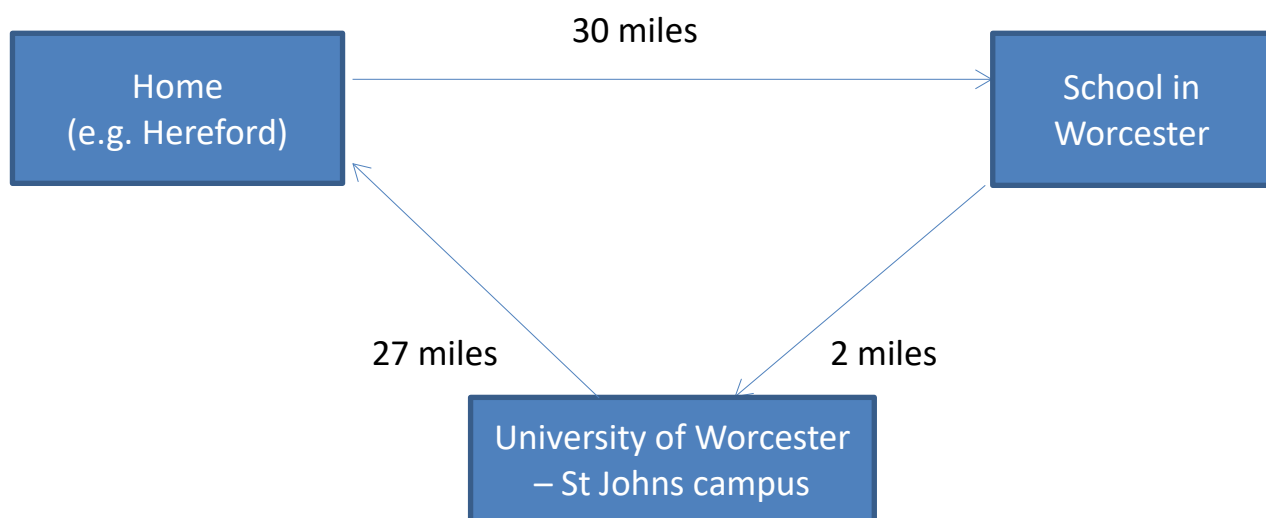 30 miles
Home
(e.g. Hereford)
School in
Worcester
27 miles
2 miles
University of Worcester
– St Johns campus